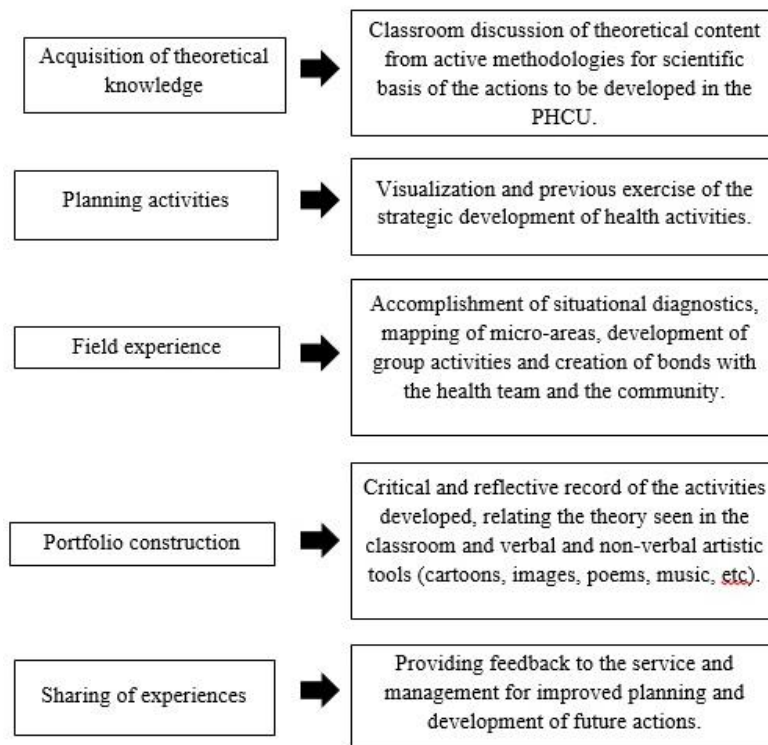 Acquisition of theoretical
knowledge
Classroom discussion of theoretical content
from active methodologies for scientific
basis of the actions to be developed in the
PHCU.
Planning activities
Visualization and previous exercise of the
strategic development of health activities.
Field experience
Accomplishment of situational diagnostics,
mapping of micro-areas, development of
group activities and creation of bonds with
the health team and the community.
Portfolio construction
Critical and reflective record of the activities
developed, relating the theory seen in the
classroom and verbal and non-verbal artistic
tools (cartoons, images, poems, music, etc).
Sharing of experiences
Providing feedback to the service and
management for improved planning and
development of future actions.